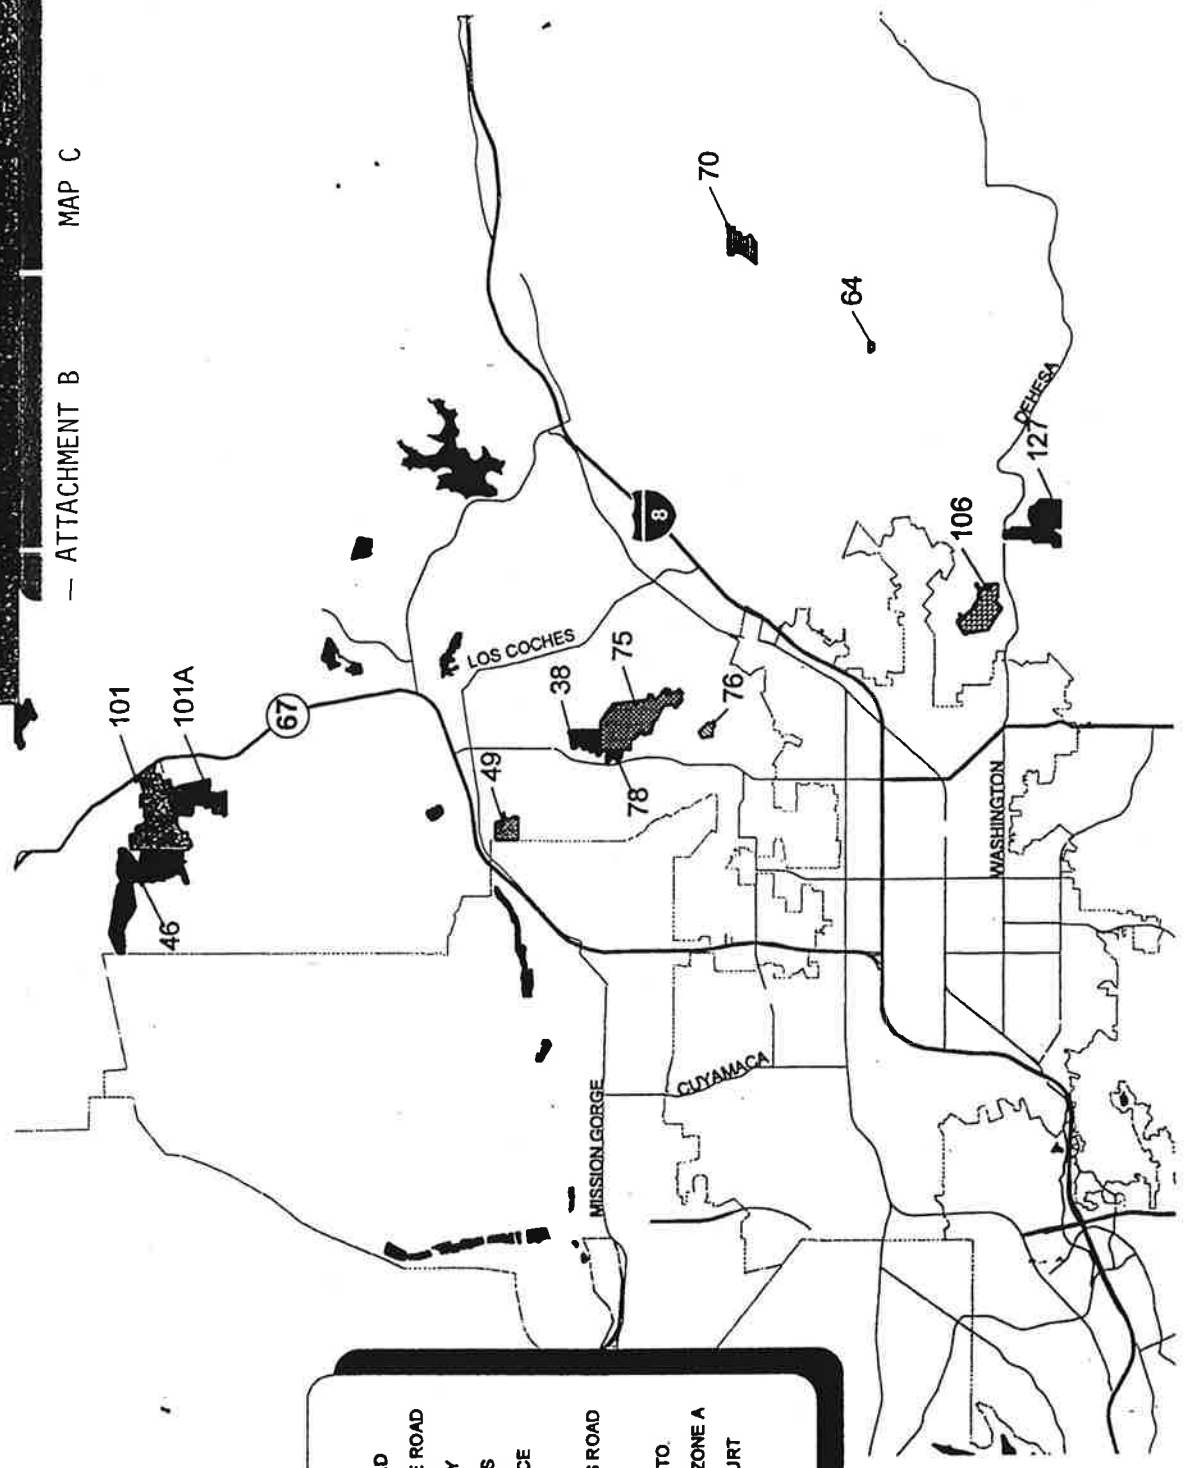 — ATTACHMENT B MAP C
101
101A
67
46
49
LOS COCHES
38
75
78
76
8
70
64
DEHESA
127
106
WASHINGTON
MISSION GORGE
CUYAMACA
ROAD
TO
ZONE A